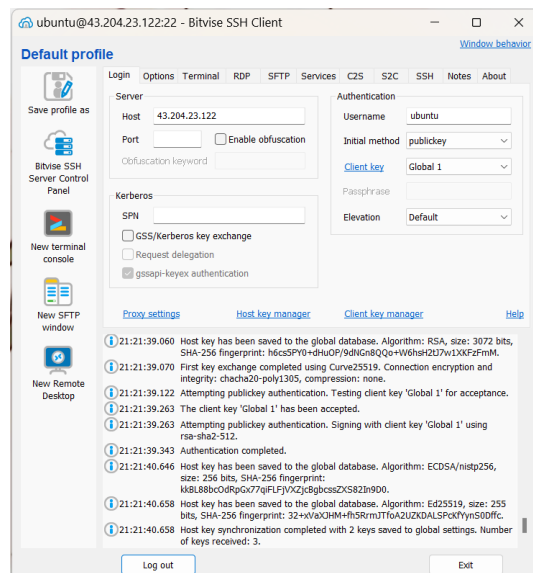 ubuntu@43.204.23.122:22 - Bitvise SSH Client
Default profile
Window behavior
Save profile as
Bitvise SSH
Server Control
Panel
New terminal
console
New SFTP
window
New Remote
Desktop
Login Options Terminal RDP SFTP Services C2S S2C SSH Notes About
Server
Host 43.204.23.122
Port Enable obfuscation
Obfuscation keyword
Kerberos
SPN
GSS/Kerberos key exchange
Request delegation
gssapi-keyex authentication
Authentication
Username ubuntu
Initial method publickey
Client key Global 1
Passphrase
Elevation Default
Proxy settings Host key manager Client key manager Help
21:21:39.060 Host key has been saved to the global database. Algorithm: RSA, size: 3072 bits,
SHA-256 fingerprint: h6cs5PY0+dHuOP/9dNGn8QQo+W6hsH2tJ7w1XKFzFmM.
21:21:39.070 First key exchange completed using Curve25519. Connection encryption and
integrity: chacha20-poly1305, compression: none.
21:21:39.122 Attempting publickey authentication. Testing client key 'Global 1' for acceptance.
21:21:39.263 The client key 'Global 1' has been accepted.
21:21:39.263 Attempting publickey authentication. Signing with client key 'Global 1' using
rsa-sha2-512.
21:21:39.343 Authentication completed.
21:21:40.646 Host key has been saved to the global database. Algorithm: ECDSA/nistp256,
size: 256 bits, SHA-256 fingerprint:
kkBL88bcOdRpGx77qiFLFjVXZjcBgbcssZXS82In9D0.
21:21:40.658 Host key has been saved to the global database. Algorithm: Ed25519, size: 255
bits, SHA-256 fingerprint: 32+xVaXJHM+fh5RrmJTfoA2UZKDALSPcKfYynS0Dffc.
21:21:40.658 Host key synchronization completed with 2 keys saved to global settings. Number
of keys received: 3.
Log out Exit